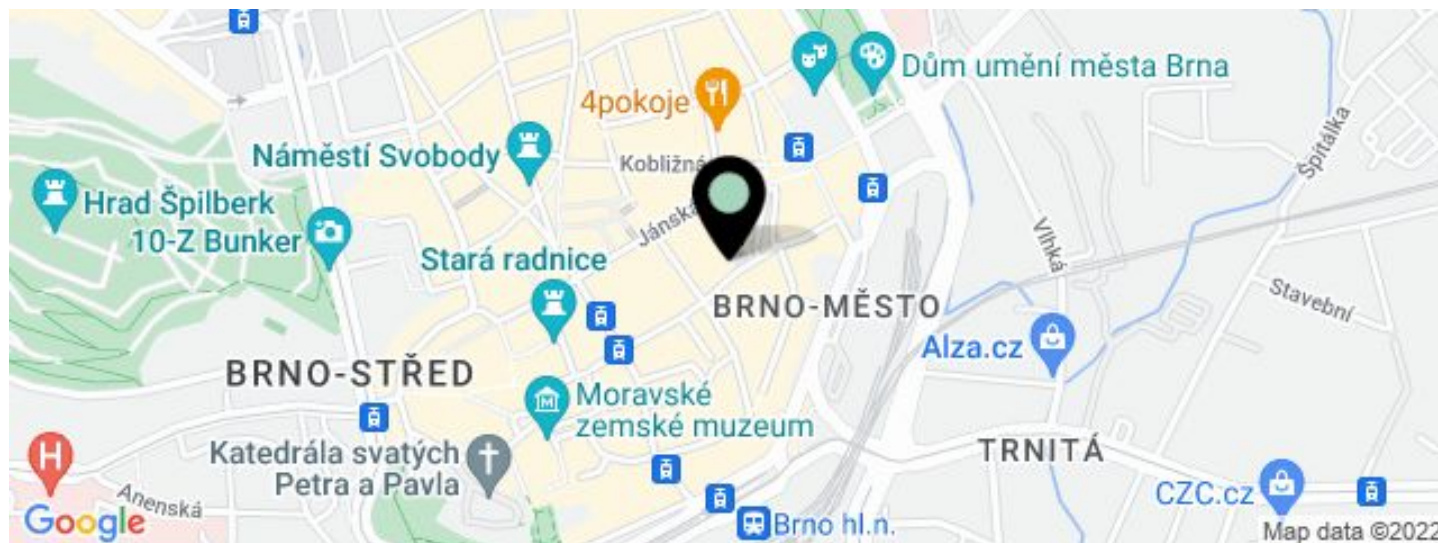 Dům umění města Brna
4pokoje
Náměstí Svobody
Kobližná
Špitálka
Hrad Špilberk
10-Z Bunker
Jánská
Vlhká
Stará radnice
BRNO-MĚSTO
Stavební
Alza.cz
BRNO-STŘED
Moravské
zemské muzeum
TRNITÁ
H
Katedrála svatých
Petra a Pavla
CZC.cz
Anenská
Google
Brno hl.n.
Map data ©2022